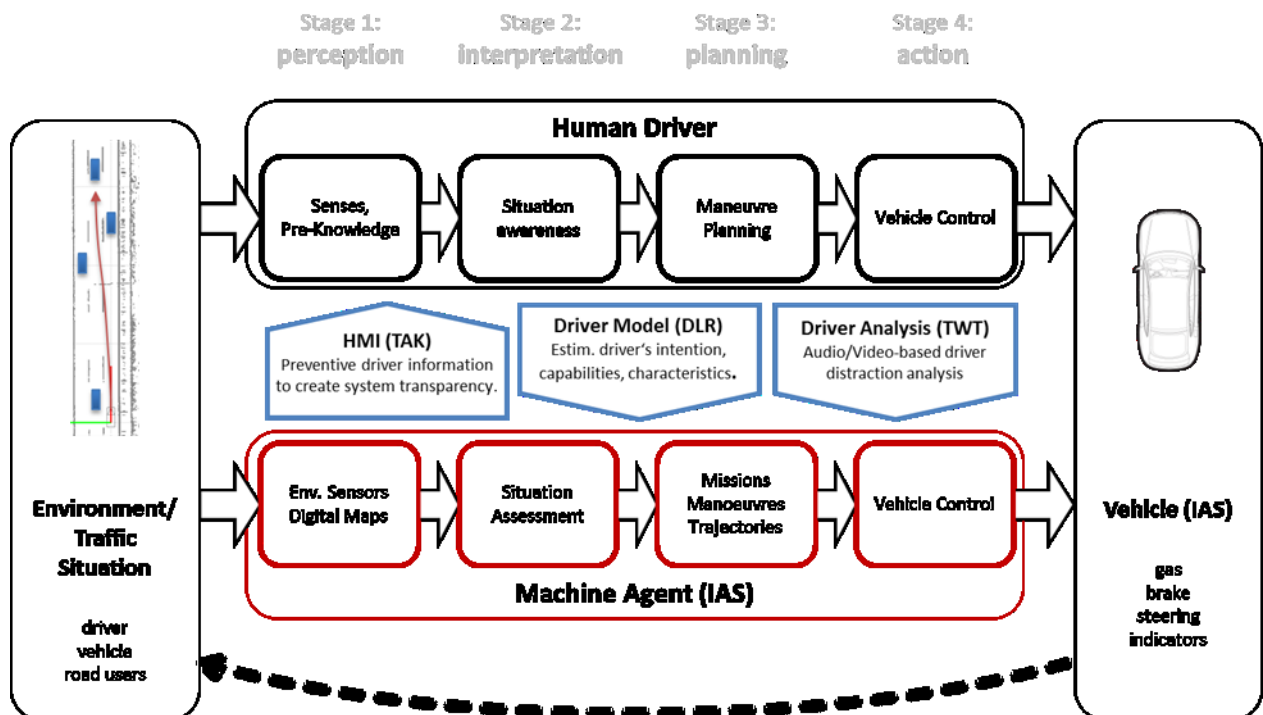 Stage 1:
perception
Stage 2:
interpretation
Stage 3:
planning
Stage 4:
action
Human Driver
Senses,
Pre-Knowledge
Situation
awareness
Maneuvre
Planning
Vehicle Control
HMI (TAK)
Preventive driver information
to create system transparency.
Driver Model (DLR)
Estim. driver's intention,
capabilities, characteristics.
Driver Analysis (TWT)
Audio/Video-based driver
distraction analysis
Env. Sensors
Digital Maps
Situation
Assessment
Missions
Manoeuvres
Trajectories
Vehicle Control
Machine Agent (IAS)
Environment/
Traffic
Situation
driver
vehicle
road users
Vehicle (IAS)
gas
brake
steering
indicators